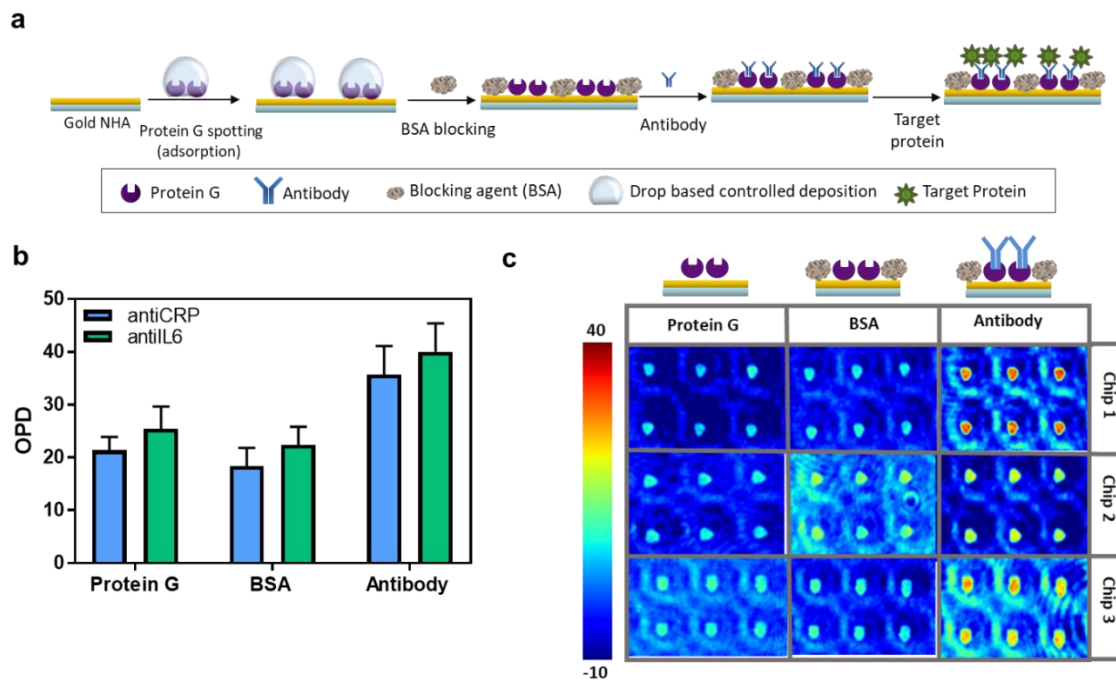 a
Gold NHA
Protein G spotting
(adsorption)
BSA blocking
Antibody
Target
protein
Protein G
Antibody
Blocking agent (BSA)
Drop based controlled deposition
Target Protein
b
50
40
30
20
10
0
OPD
antiCRP
antiIL6
Protein G
BSA
Antibody
c
40
-10
Protein G
BSA
Antibody
Chip 1
Chip 2
Chip 3